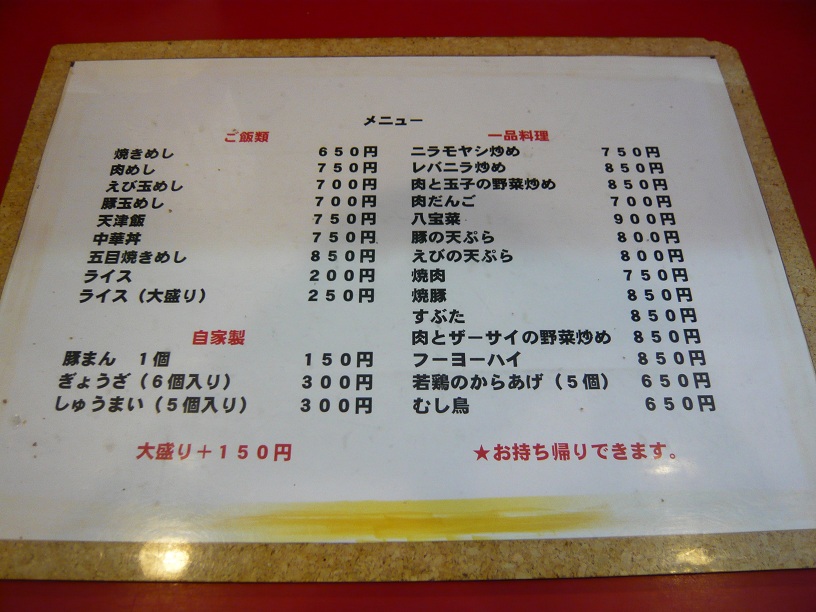 メニュー
ご飯類
焼きめし ６５０円
肉めし ７５０円
えび玉めし ７００円
豚玉めし ７００円
天津飯 ７５０円
中華丼 ７５０円
五目焼きめし ８５０円
ライス ２００円
ライス（大盛り） ２５０円
自家製
豚まん １個 １５０円
ぎょうざ（６個入り） ３００円
しゅうまい（５個入り） ３００円
大盛り＋１５０円
一品料理
ニラモヤシ炒め ７５０円
レバニラ炒め ８５０円
肉と玉子の野菜炒め ８５０円
肉だんご ７００円
八宝菜 ９００円
豚の天ぷら ８００円
えびの天ぷら ８００円
焼肉 ７５０円
焼豚 ８５０円
すぶた ８５０円
肉とザーサイの野菜炒め ８５０円
フーヨーハイ ８５０円
若鶏のからあげ（５個） ６５０円
むし鳥 ６５０円
★お持ち帰りできます。